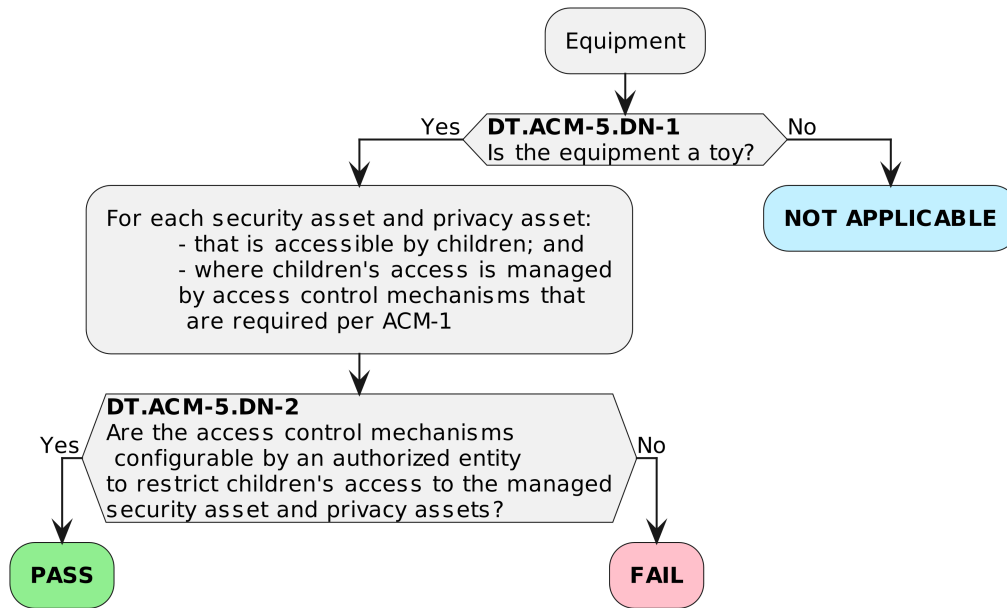 Equipment
Yes
DT.ACM-5.DN-1
Is the equipment a toy?
No
For each security asset and privacy asset:
- that is accessible by children; and
- where children's access is managed
by access control mechanisms that
are required per ACM-1
NOT APPLICABLE
Yes
DT.ACM-5.DN-2
Are the access control mechanisms
configurable by an authorized entity
to restrict children's access to the managed
security asset and privacy assets?
No
PASS
FAIL